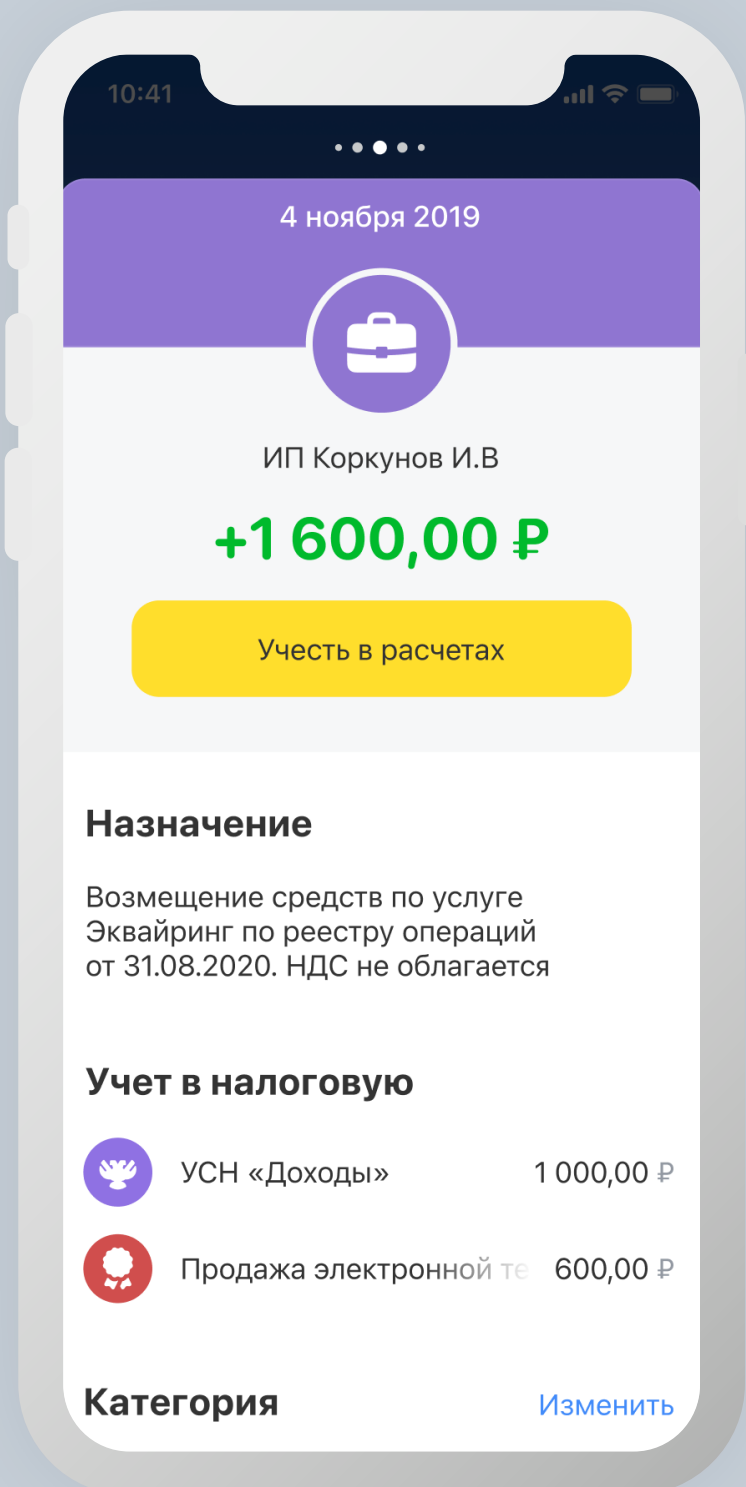 10:41
4 ноября 2019
ИП Коркунов И.В
+1 600,00 ₽
Учесть в расчетах
Назначение
Возмещение средств по услуге
Эквайринг по реестру операций
от 31.08.2020. НДС не облагается
Учет в налоговую
УСН «Доходы» 1 000,00 ₽
Продажа электронной те 600,00 ₽
Категория Изменить